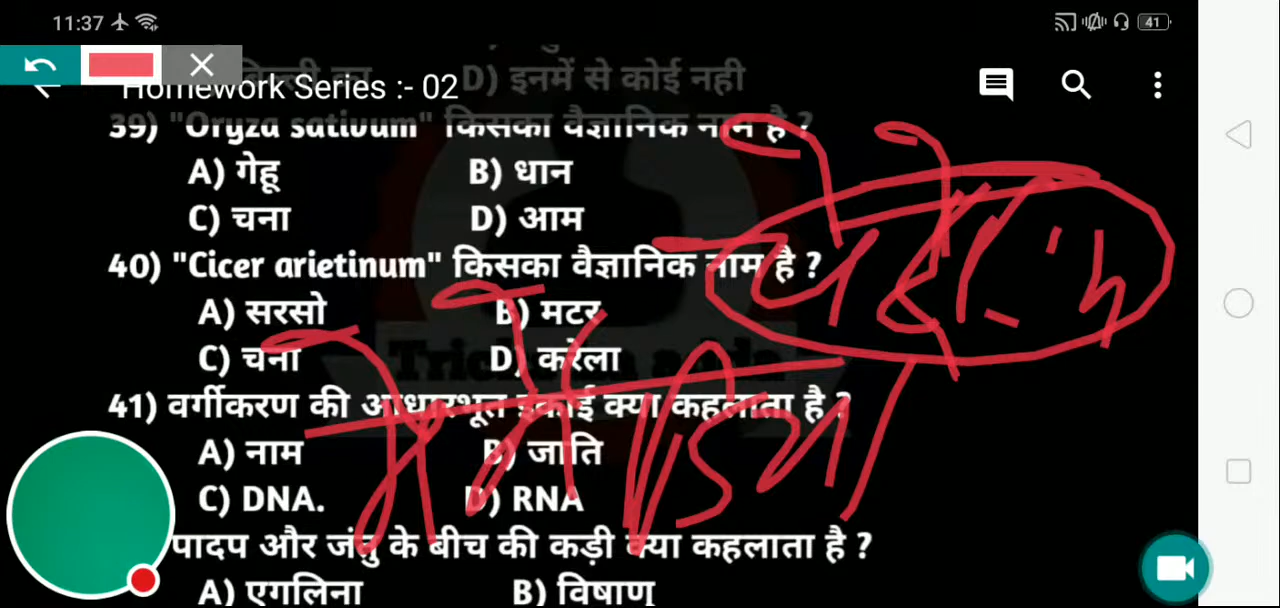 11:37
41
Homework Series :- 02
D) इनमें से कोई नही
39) "Oryza sativum" किसका वैज्ञानिक नाम है ?
A) गेहू B) धान
C) चना D) आम
40) "Cicer arietinum" किसका वैज्ञानिक नाम है ?
A) सरसो B) मटर
C) चना D) करेला
41) वर्गीकरण की आधारभूत इकाई क्या कहलाता है ?
A) नाम B) जाति
C) DNA. D) RNA
पादप और जंतु के बीच की कड़ी क्या कहलाता है ?
A) एगलिना B) विषाणु